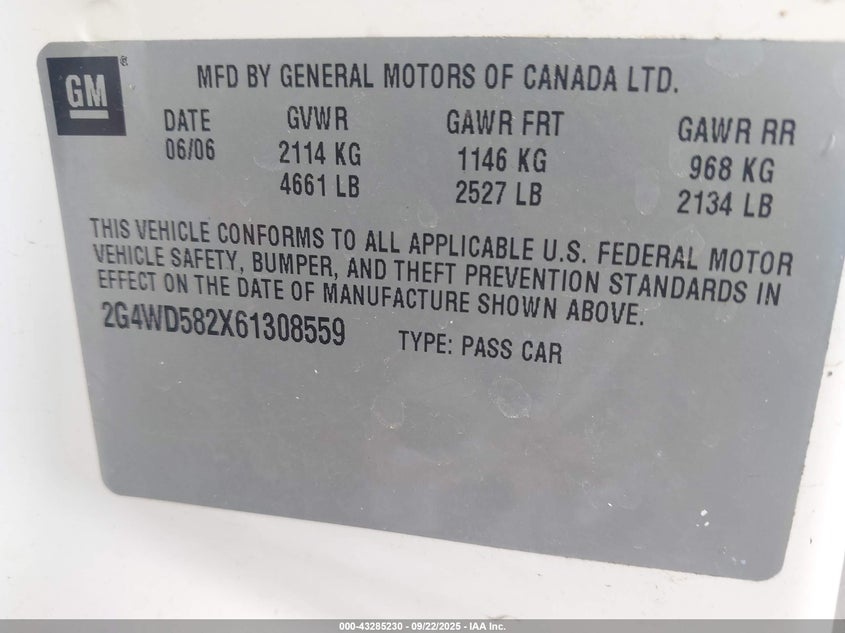 GM®
MFD BY GENERAL MOTORS OF CANADA LTD.
DATE GVWR GAWR FRT GAWR RR
06/06 2114 KG 1146 KG 968 KG
4661 LB 2527 LB 2134 LB
THIS VEHICLE CONFORMS TO ALL APPLICABLE U.S. FEDERAL MOTOR
VEHICLE SAFETY, BUMPER, AND THEFT PREVENTION STANDARDS IN
EFFECT ON THE DATE OF MANUFACTURE SHOWN ABOVE.
2G4WD582X61308559 TYPE: PASS CAR
000-43285230 - 09/22/2025 - IAA Inc.